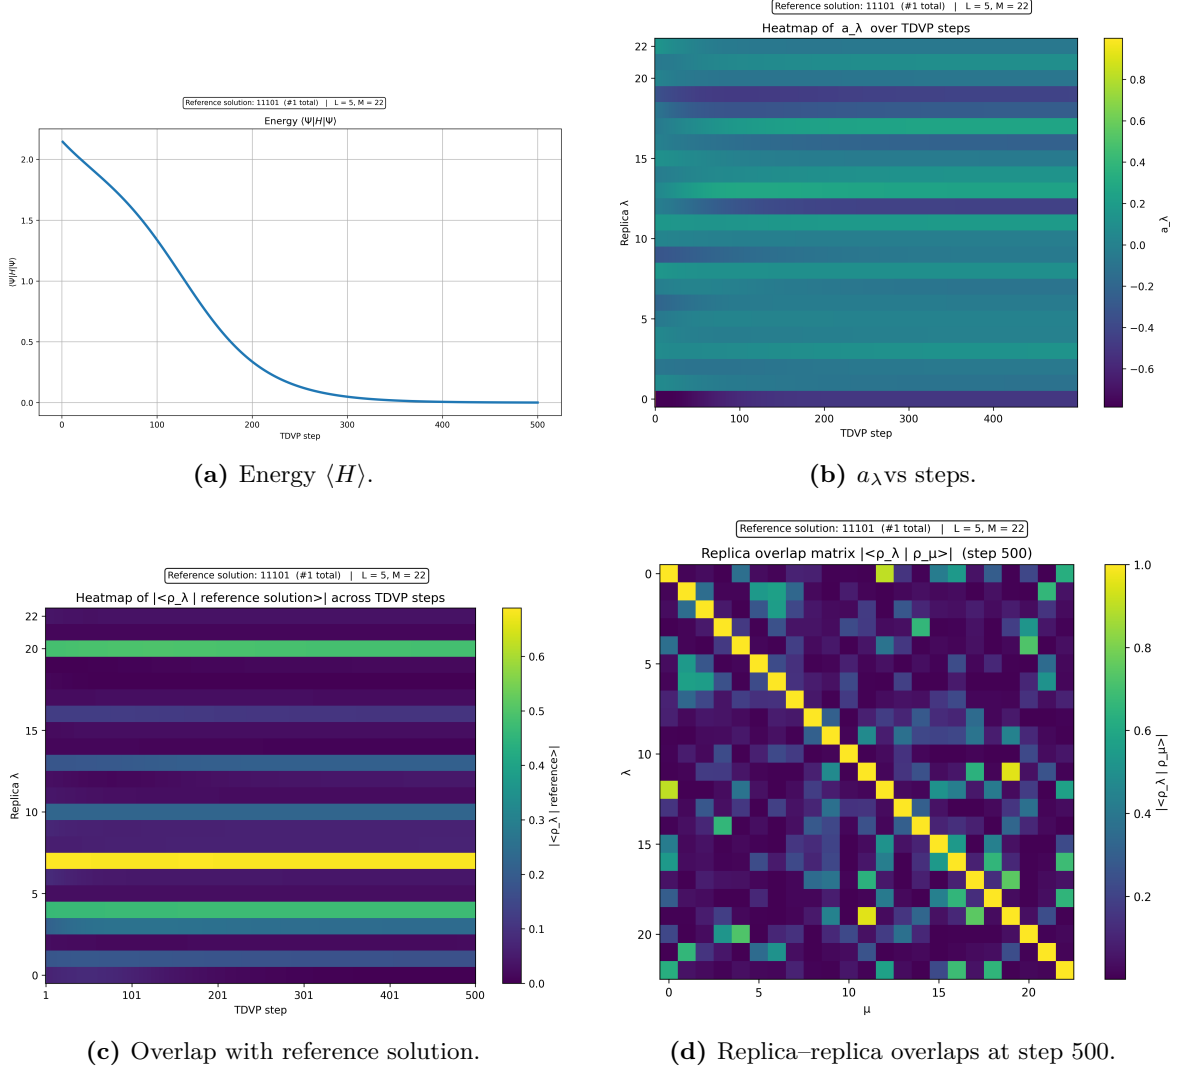 Reference solution: 11101 (#1 total) | L = 5, M = 22
Energy ⟨Ψ|H|Ψ⟩
⟨Ψ|H|Ψ⟩
2.0
1.5
1.0
0.5
0.0
0 100 200 300 400 500
TDVP step
(a) Energy ⟨H⟩.
Reference solution: 11101 (#1 total) | L = 5, M = 22
Heatmap of a_λ over TDVP steps
Replica λ
22
20
15
10
5
0
0 100 200 300 400
TDVP step
0.8
0.6
0.4
0.2
0.0
−0.2
−0.4
−0.6
a_λ
(b) aλvs steps.
Reference solution: 11101 (#1 total) | L = 5, M = 22
Heatmap of |<ρ_λ | reference solution>| across TDVP steps
Replica λ
22
20
15
10
5
0
1 101 201 301 401 500
TDVP step
0.6
0.5
0.4
0.3
0.2
0.1
0.0
|<ρ_λ | reference>|
(c) Overlap with reference solution.
Reference solution: 11101 (#1 total) | L = 5, M = 22
Replica overlap matrix |<ρ_λ | ρ_μ>| (step 500)
λ
0
5
10
15
20
0 5 10 15 20
μ
1.0
0.8
0.6
0.4
0.2
|<ρ_λ | ρ_μ>|
(d) Replica–replica overlaps at step 500.